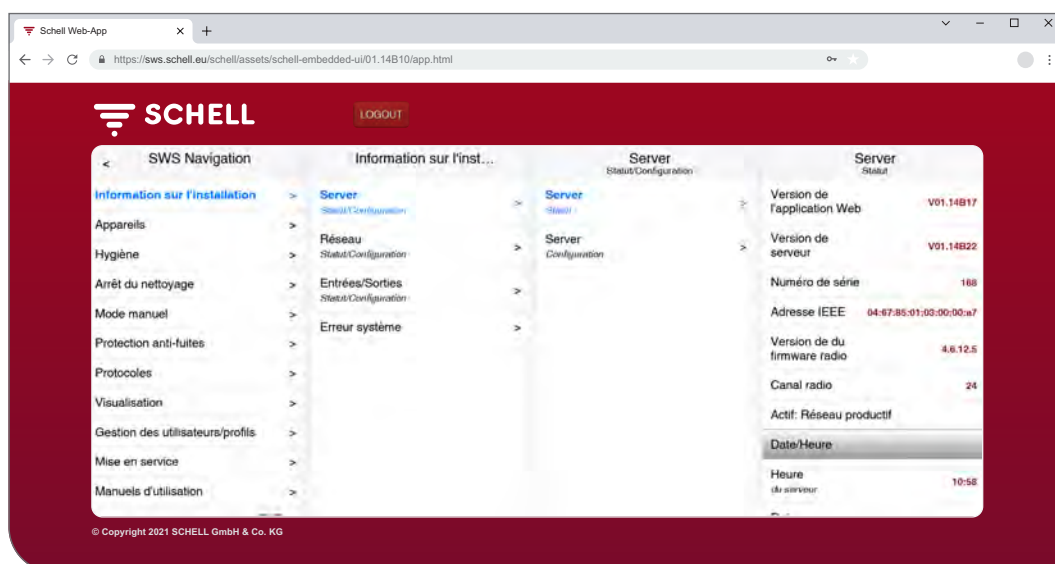 Schell Web-App
https://sws.schell.eu/schell/assets/schell-embedded-ui/01.14B10/app.html
SCHELL
LOGOUT
< SWS Navigation
Information sur l'installation >
Appareils >
Hygiène >
Arrêt du nettoyage >
Mode manuel >
Protection anti-fuites >
Protocoles >
Visualisation >
Gestion des utilisateurs/profils >
Mise en service >
Manuels d'utilisation >
Information sur l'inst...
Server >
Statut/Configuration
Réseau >
Statut/Configuration
Entrées/Sorties >
Statut/Configuration
Erreur système >
Server
Statut/Configuration
Server >
Statut
Server >
Configuration
Server
Statut
Version de
l'application Web V01.14B17
Version de
serveur V01.14B22
Numéro de série 168
Adresse IEEE 04:67:85:01:03:00:00:a7
Version de du
firmware radio 4.6.12.5
Canal radio 24
Actif: Réseau productif
Date/Heure
Heure
du serveur 10:58
© Copyright 2021 SCHELL GmbH & Co. KG